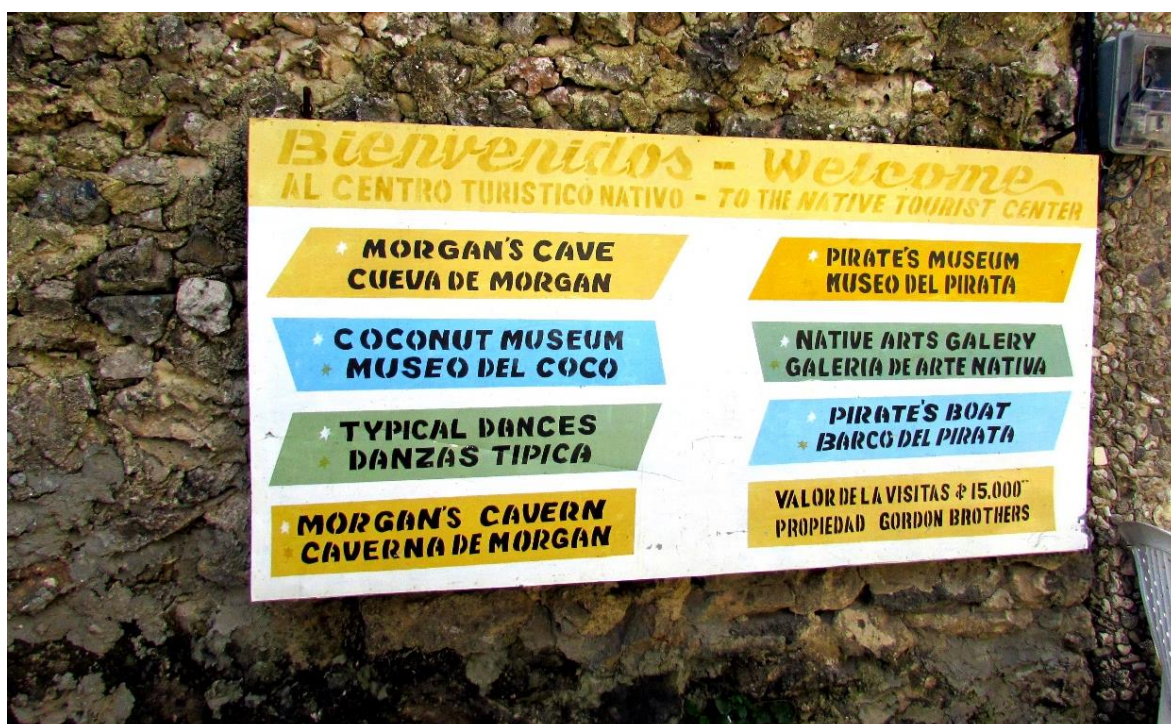 Bienvenidos - Welcome
AL CENTRO TURISTICO NATIVO - TO THE NATIVE TOURIST CENTER
MORGAN'S CAVE
CUEVA DE MORGAN
COCONUT MUSEUM
MUSEO DEL COCO
TYPICAL DANCES
DANZAS TIPICA
MORGAN'S CAVERN
CAVERNA DE MORGAN
PIRATE'S MUSEUM
MUSEO DEL PIRATA
NATIVE ARTS GALERY
GALERIA DE ARTE NATIVA
PIRATE'S BOAT
BARCO DEL PIRATA
VALOR DE LA VISITAS $ 15.000
PROPIEDAD GORDON BROTHERS